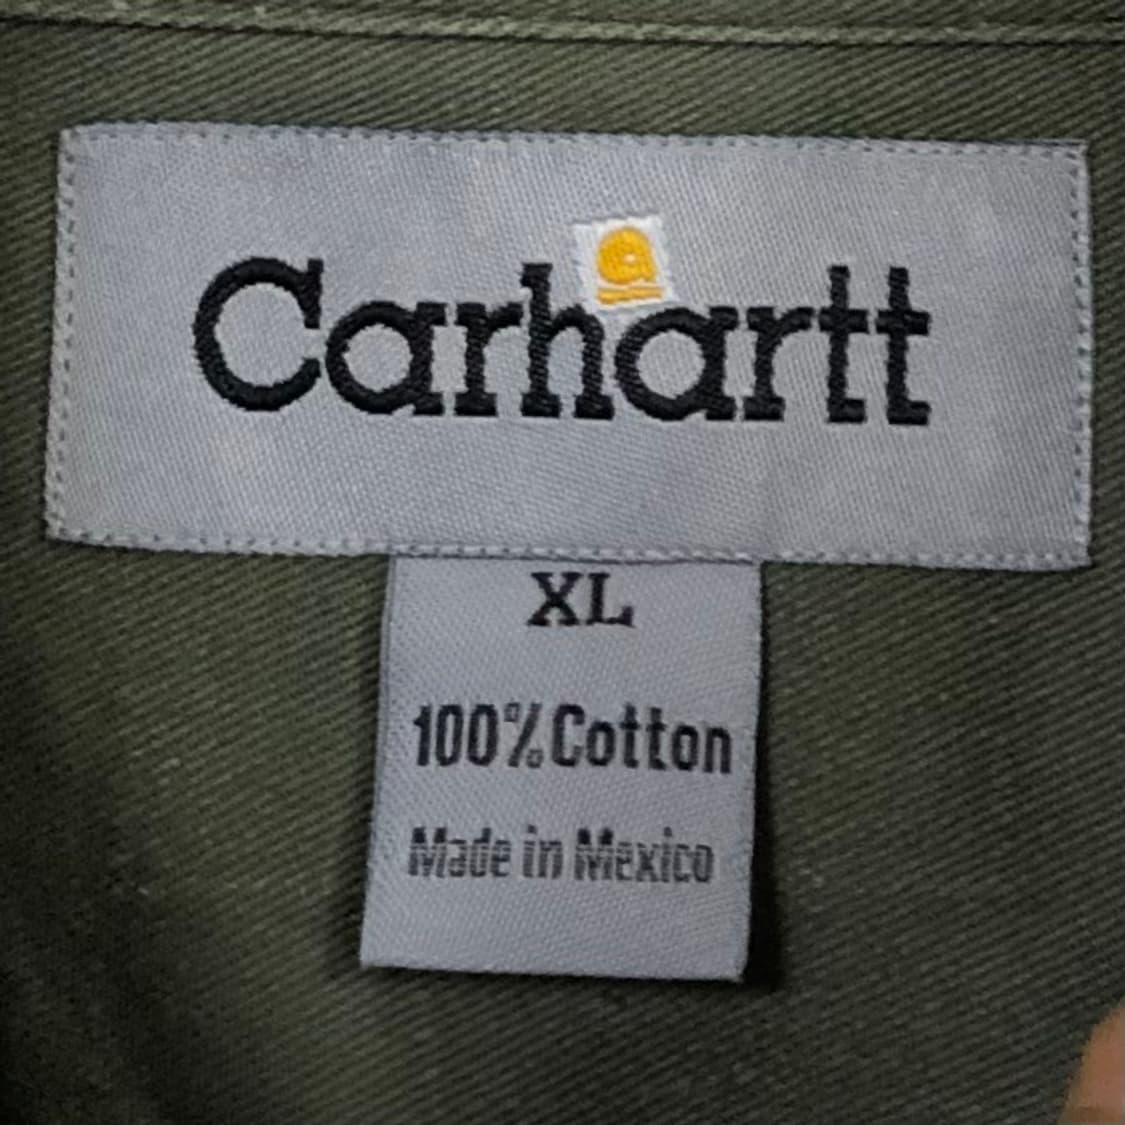 Carhartt
XL
100% Cotton
Made in Mexico